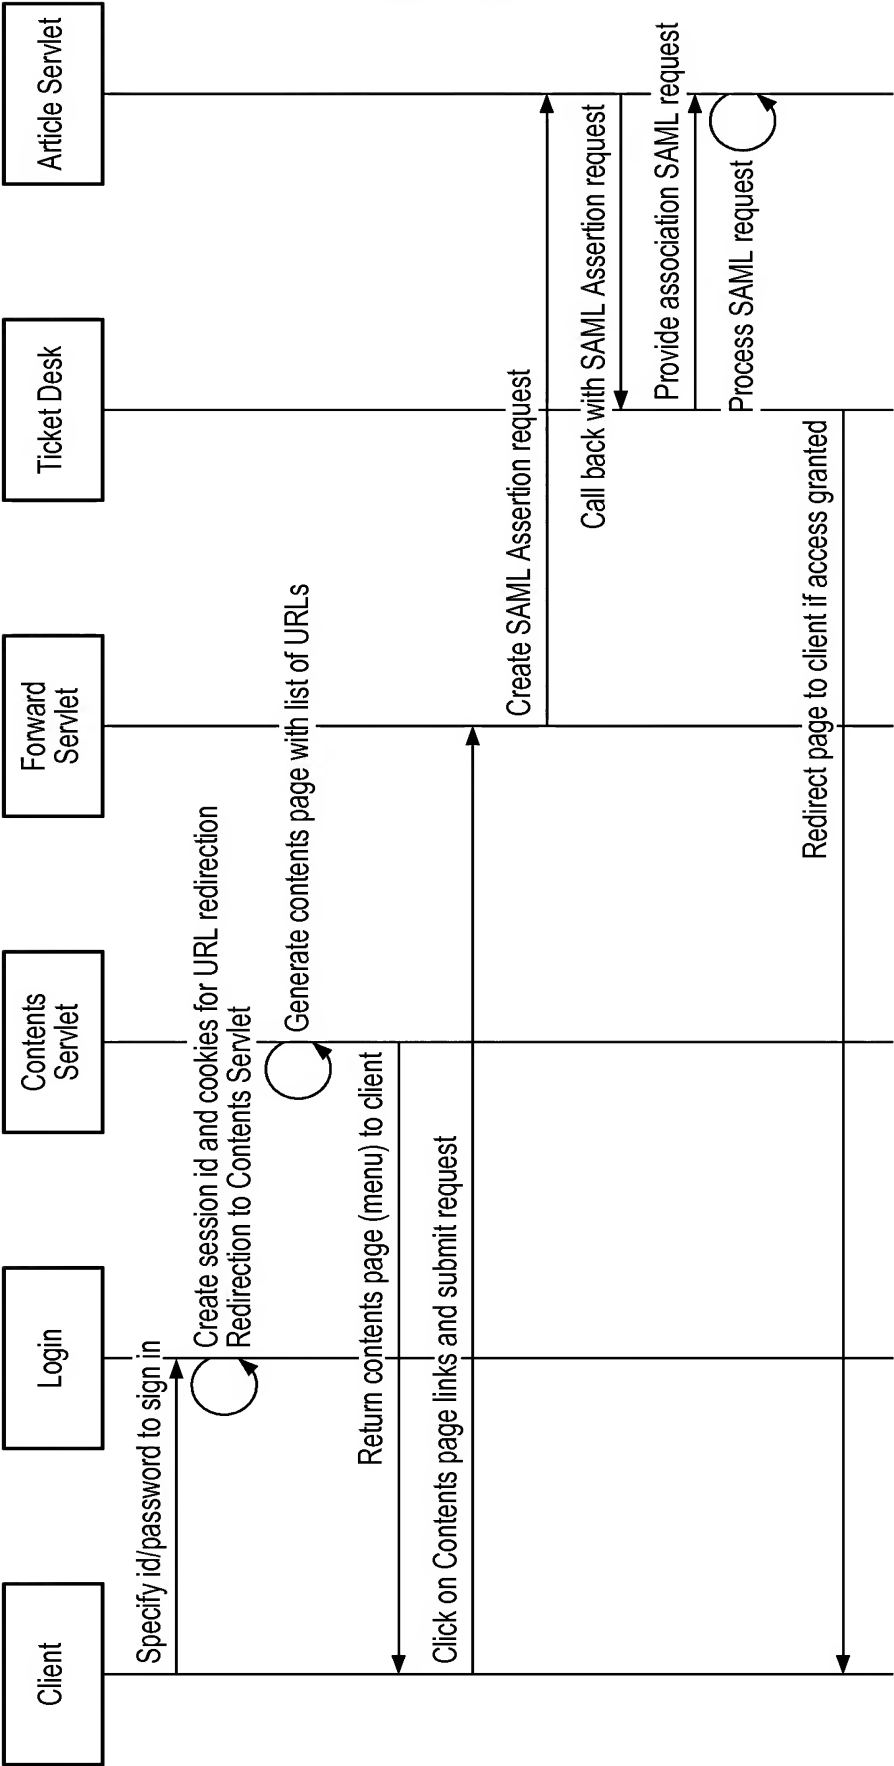 Client
Login
Contents
Servlet
Forward
Servlet
Ticket Desk
Article Servlet
Specify id/password to sign in
Create session id and cookies for URL redirection
Redirection to Contents Servlet
Generate contents page with list of URLs
Return contents page (menu) to client
Click on Contents page links and submit request
Create SAML Assertion request
Call back with SAML Assertion request
Provide association SAML request
Process SAML request
Redirect page to client if access granted